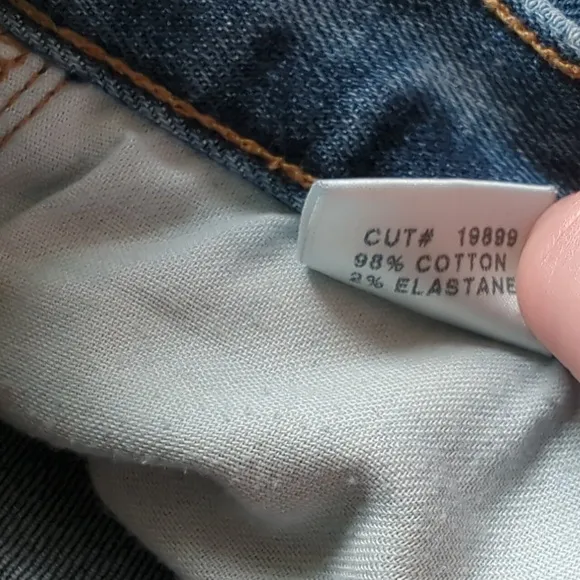 CUT# 19899
98% COTTON
2% ELASTANE